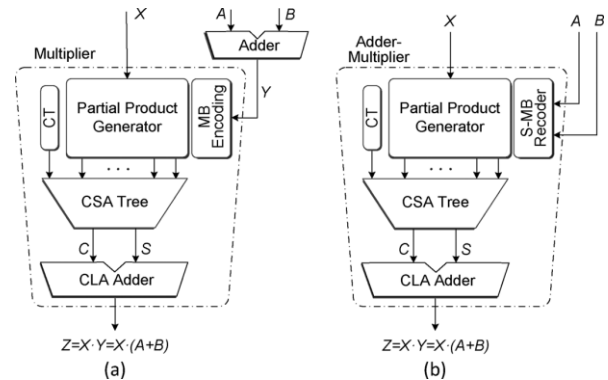 X
A
B
Adder
Multiplier
Y
CT
Partial Product
Generator
MB
Encoding
. . .
CSA Tree
C
S
CLA Adder
Z=X·Y=X·(A+B)
(a)
X
A
B
Adder-
Multiplier
CT
Partial Product
Generator
S-MB
Recoder
. . .
CSA Tree
C
S
CLA Adder
Z=X·Y=X·(A+B)
(b)